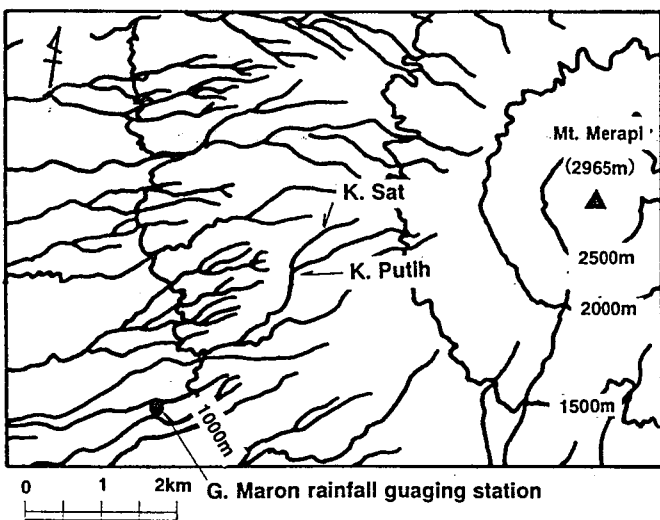 Mt. Merapi
(2965m)
K. Sat
K. Putih
2500m
2000m
1500m
1000m
0 1 2km
G. Maron rainfall guaging station